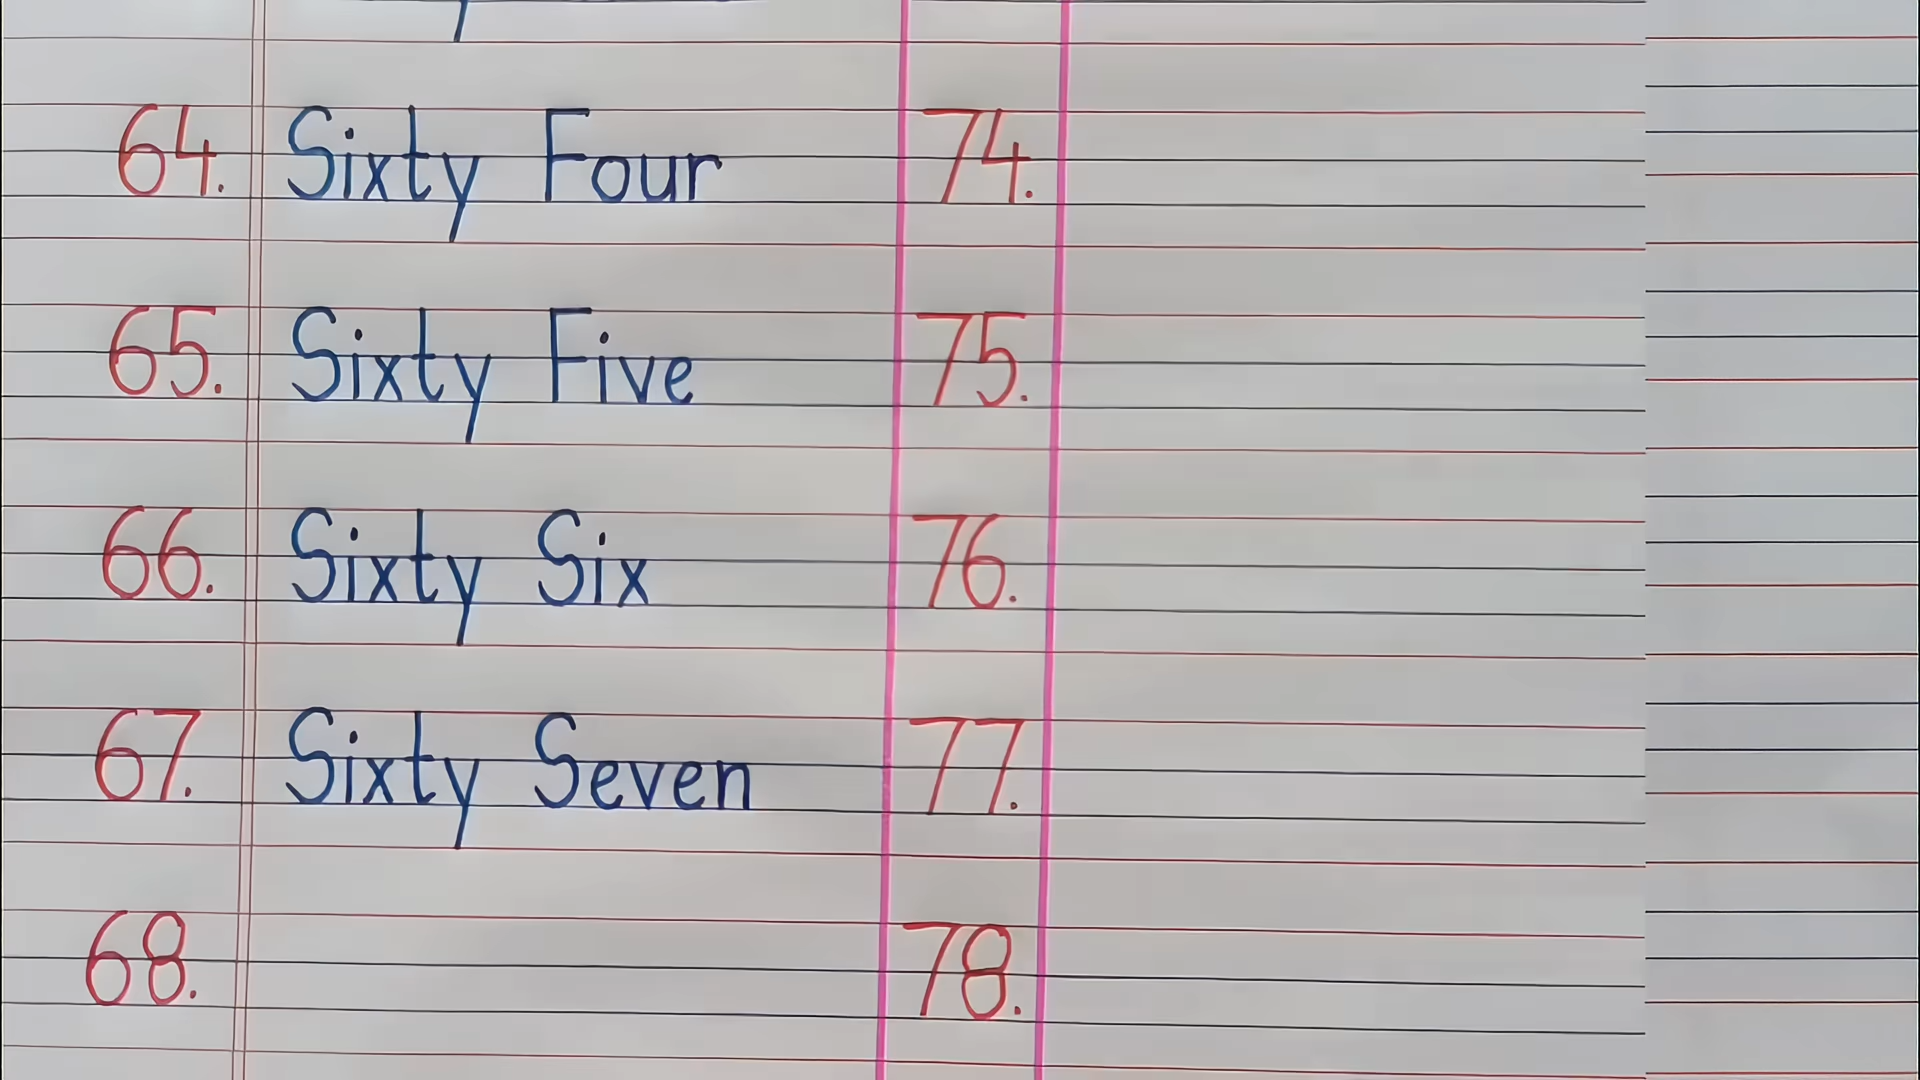 64. Sixty Four 74.
65. Sixty Five 75.
66. Sixty Six 76.
67. Sixty Seven 77.
68. 78.